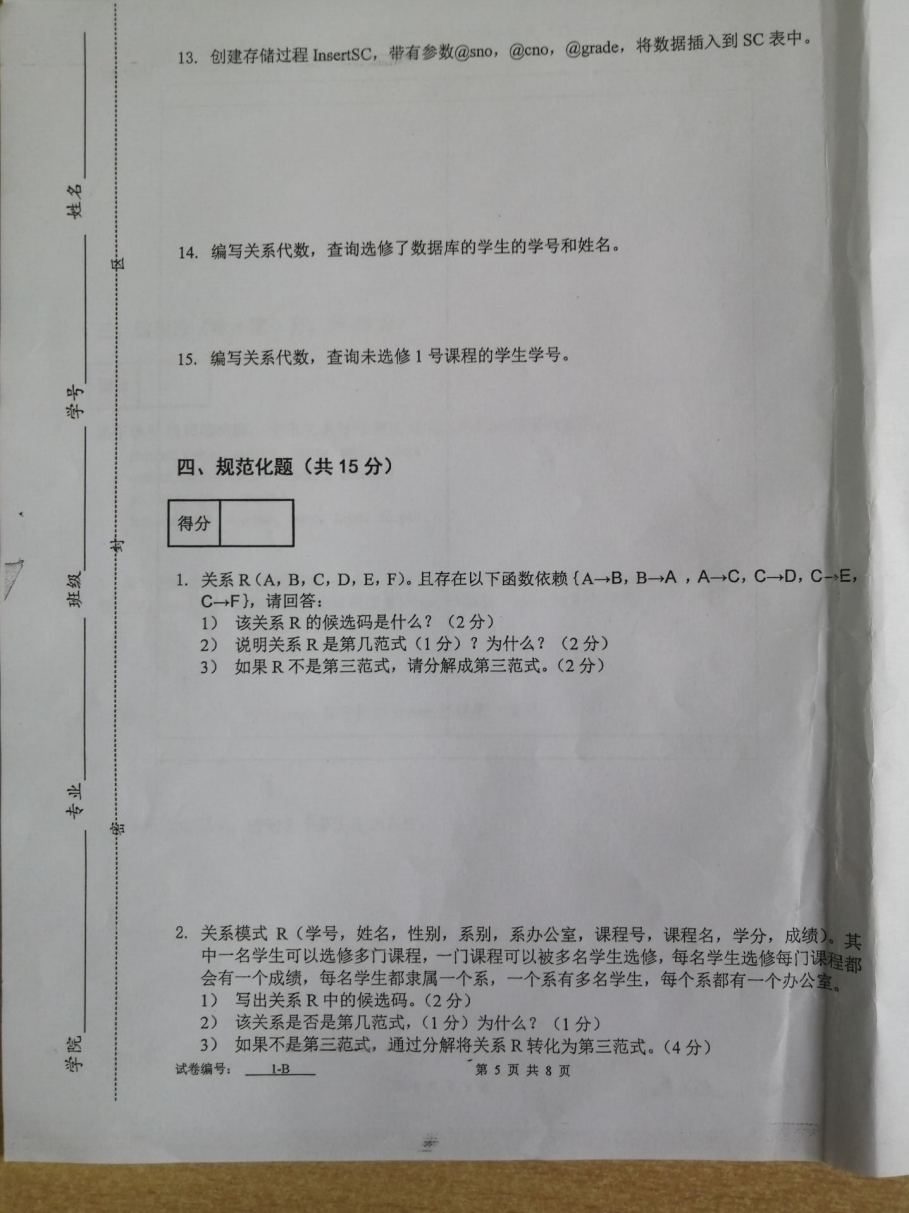 13. 创建存储过程 InsertSC，带有参数@sno，@cno，@grade，将数据插入到 SC 表中。
14. 编写关系代数，查询选修了数据库的学生的学号和姓名。
15. 编写关系代数，查询未选修 1 号课程的学生学号。
四、规范化题（共 15 分）
得分
1. 关系 R（A，B，C，D，E，F）。且存在以下函数依赖{A→B，B→A ，A→C，C→D，C→E，
C→F}，请回答：
1） 该关系 R 的候选码是什么？（2 分）
2） 说明关系 R 是第几范式（1 分）？为什么？（2 分）
3） 如果 R 不是第三范式，请分解成第三范式。（2 分）
2. 关系模式 R（学号，姓名，性别，系别，系办公室，课程号，课程名，学分，成绩）。其
中一名学生可以选修多门课程，一门课程可以被多名学生选修，每名学生选修每门课程都
会有一个成绩，每名学生都隶属一个系，一个系有多名学生，每个系都有一个办公室。
1） 写出关系 R 中的候选码。（2 分）
2） 该关系是否是第几范式，（1 分）为什么？（1 分）
3） 如果不是第三范式，通过分解将关系 R 转化为第三范式。（4 分）
试卷编号： 1-B 第 5 页 共 8 页
学院 专业 班级 学号 姓名
密 封 区